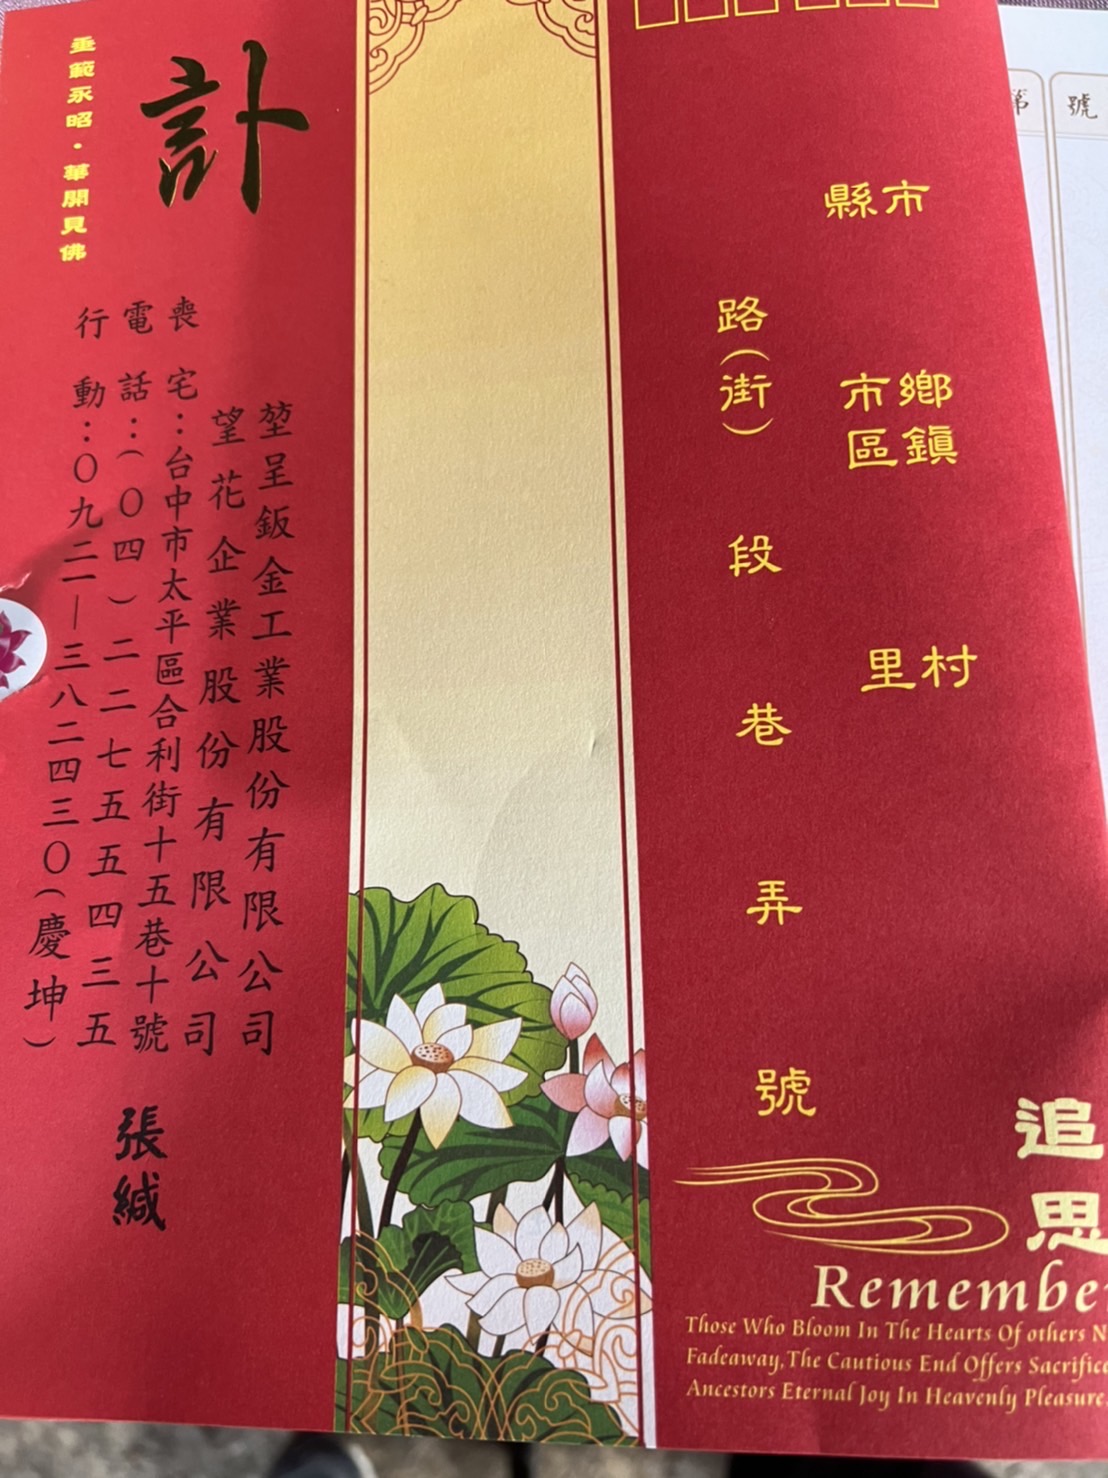 第
號
縣市
鄉鎮
市區
村里
路(街)
段
巷
弄
號
追思
Remembe
Those Who Bloom In The Hearts Of others N
Fadeaway,The Cautious End Offers Sacrific
Ancestors Eternal Joy In Heavenly Pleasure.
訃
垂範永昭・華開見佛
堃呈鈑金工業股份有限公司
望花企業股份有限公司
喪宅：台中市太平區合利街十五巷十號
電話：(〇四)二二七五五四三五
行動：〇九二一—三八二四三〇(慶坤)
張緘